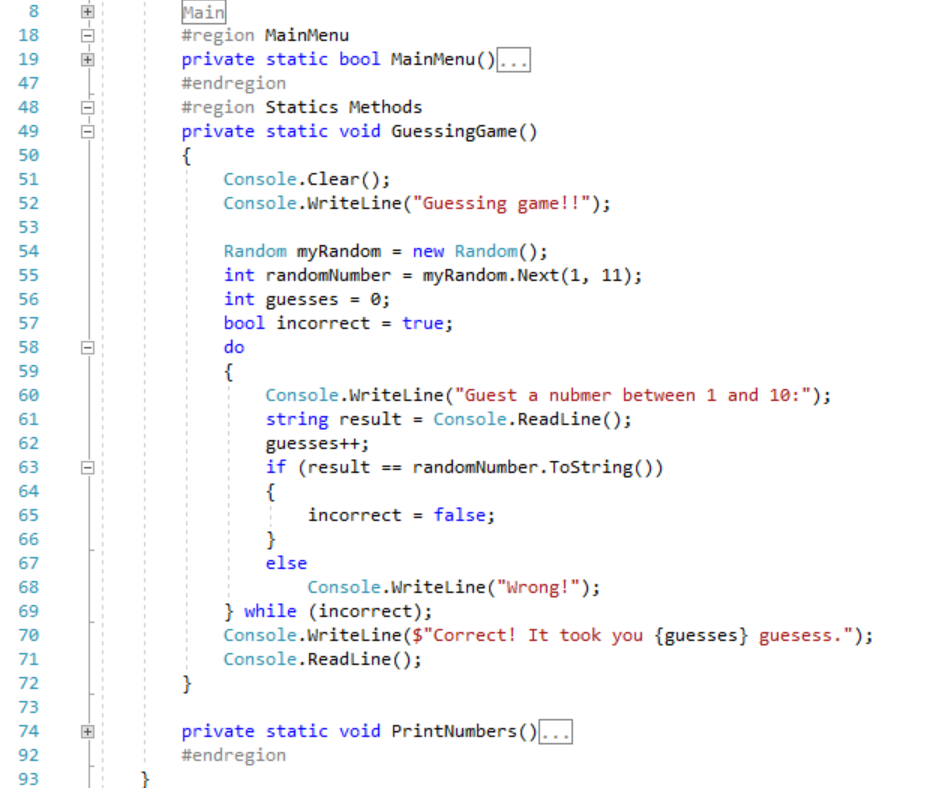 8 Main
18 #region MainMenu
19 private static bool MainMenu()...
47 #endregion
48 #region Statics Methods
49 private static void GuessingGame()
50 {
51 Console.Clear();
52 Console.WriteLine("Guessing game!!");
53
54 Random myRandom = new Random();
55 int randomNumber = myRandom.Next(1, 11);
56 int guesses = 0;
57 bool incorrect = true;
58 do
59 {
60 Console.WriteLine("Guest a nubmer between 1 and 10:");
61 string result = Console.ReadLine();
62 guesses++;
63 if (result == randomNumber.ToString())
64 {
65 incorrect = false;
66 }
67 else
68 Console.WriteLine("Wrong!");
69 } while (incorrect);
70 Console.WriteLine($"Correct! It took you {guesses} guesess.");
71 Console.ReadLine();
72 }
73
74 private static void PrintNumbers()...
92 #endregion
93 }